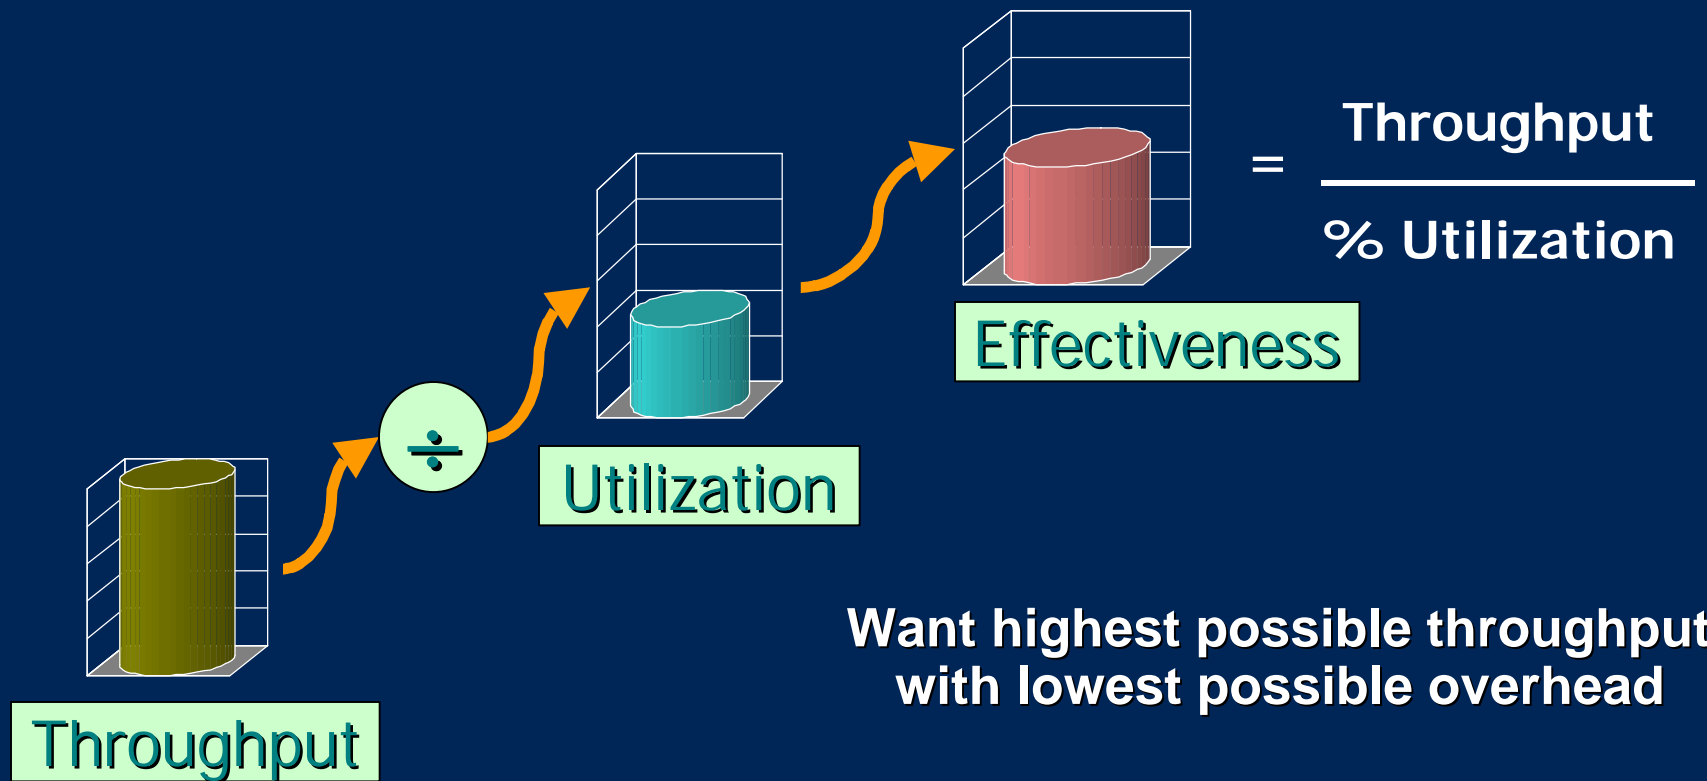 Throughput
÷
Utilization
Effectiveness
=
Throughput
% Utilization
Want highest possible throughput
with lowest possible overhead